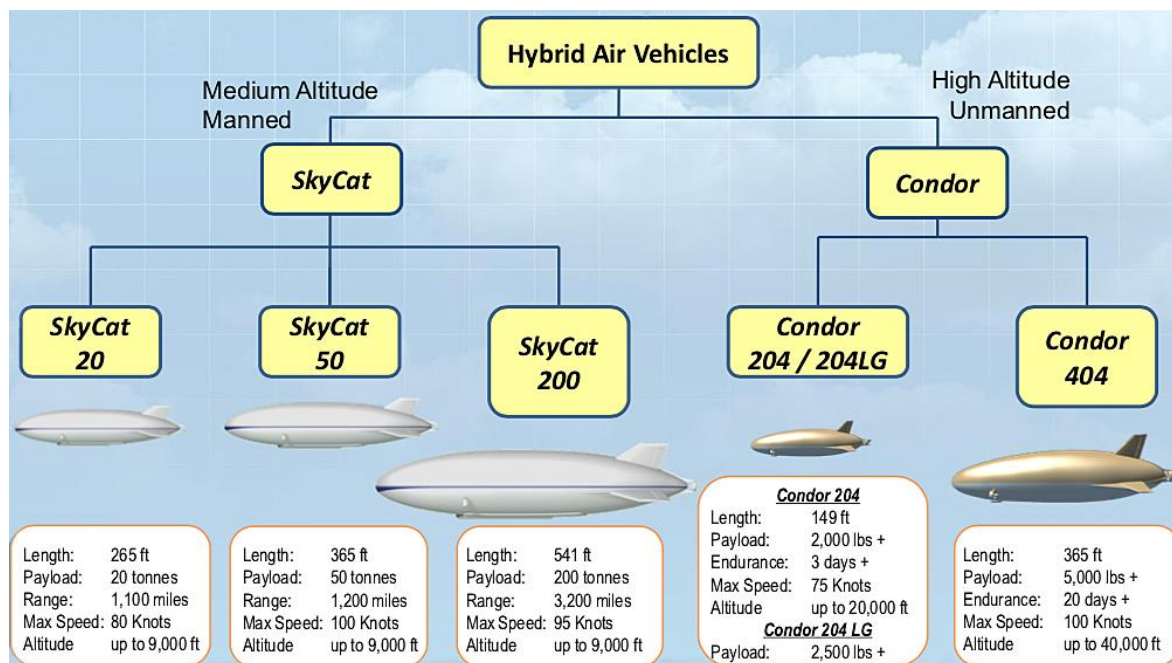 Hybrid Air Vehicles
Medium Altitude
Manned
High Altitude
Unmanned
SkyCat
Condor
SkyCat
20
SkyCat
50
SkyCat
200
Condor
204 / 204LG
Condor
404
Length: 265 ft
Payload: 20 tonnes
Range: 1,100 miles
Max Speed: 80 Knots
Altitude up to 9,000 ft
Length: 365 ft
Payload: 50 tonnes
Range: 1,200 miles
Max Speed: 100 Knots
Altitude up to 9,000 ft
Length: 541 ft
Payload: 200 tonnes
Range: 3,200 miles
Max Speed: 95 Knots
Altitude up to 9,000 ft
Condor 204
Length: 149 ft
Payload: 2,000 lbs +
Endurance: 3 days +
Max Speed: 75 Knots
Altitude up to 20,000 ft
Condor 204 LG
Payload: 2,500 lbs +
Length: 365 ft
Payload: 5,000 lbs +
Endurance: 20 days +
Max Speed: 100 Knots
Altitude up to 40,000 ft